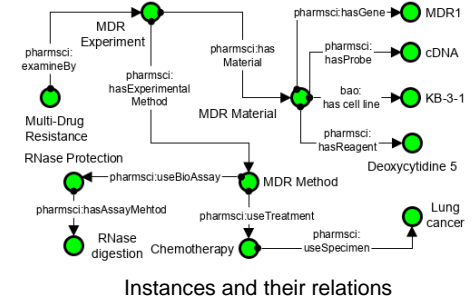 MDR
Experiment
pharmsci:hasGene
MDR1
pharmsci:
examineBy
pharmsci:has
Material
pharmsci:
hasProbe
cDNA
pharmsci:
hasExperimental
Method
bao:
has cell line
KB-3-1
Multi-Drug
Resistance
MDR Material
pharmsci:
hasReagent
Deoxycytidine 5
RNase Protection
pharmsci:useBioAssay
MDR Method
pharmsci:hasAssayMehtod
pharmsci:useTreatment
Lung
cancer
RNase
digestion
Chemotherapy
pharmsci:
useSpecimen
Instances and their relations